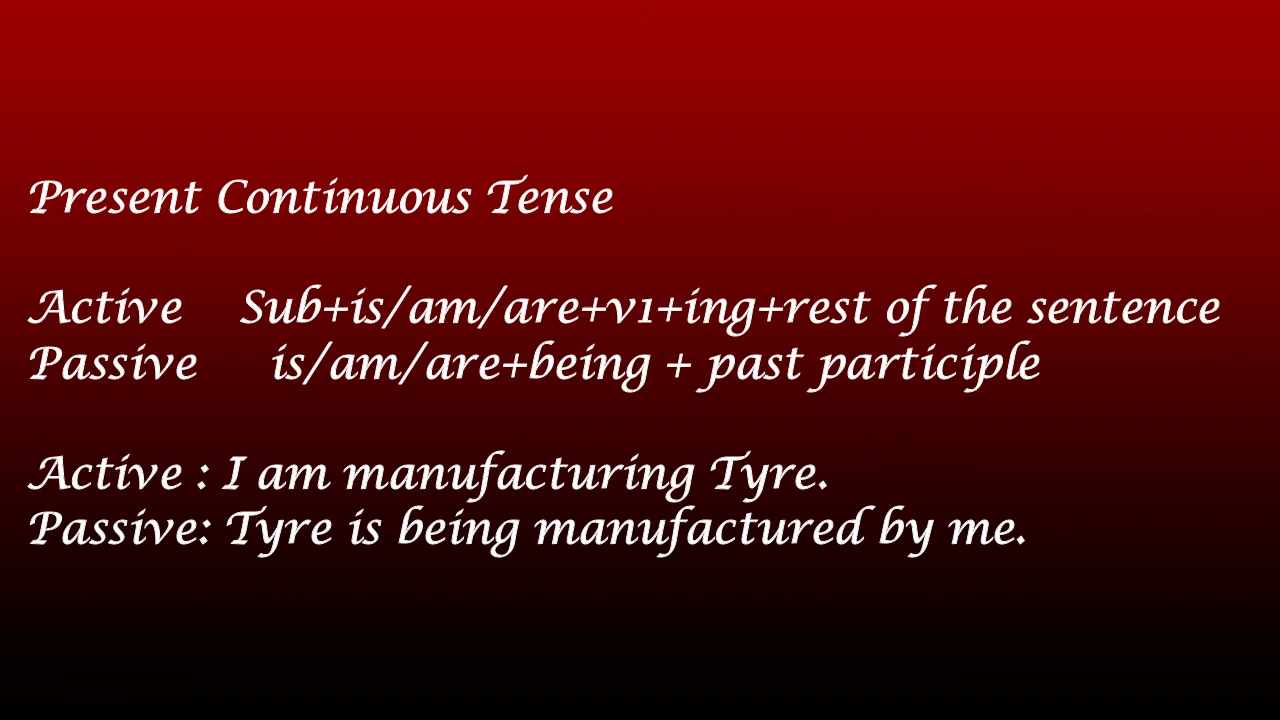 Present Continuous Tense
Active Sub+is/am/are+v1+ing+rest of the sentence
Passive is/am/are+being + past participle
Active : I am manufacturing Tyre.
Passive: Tyre is being manufactured by me.